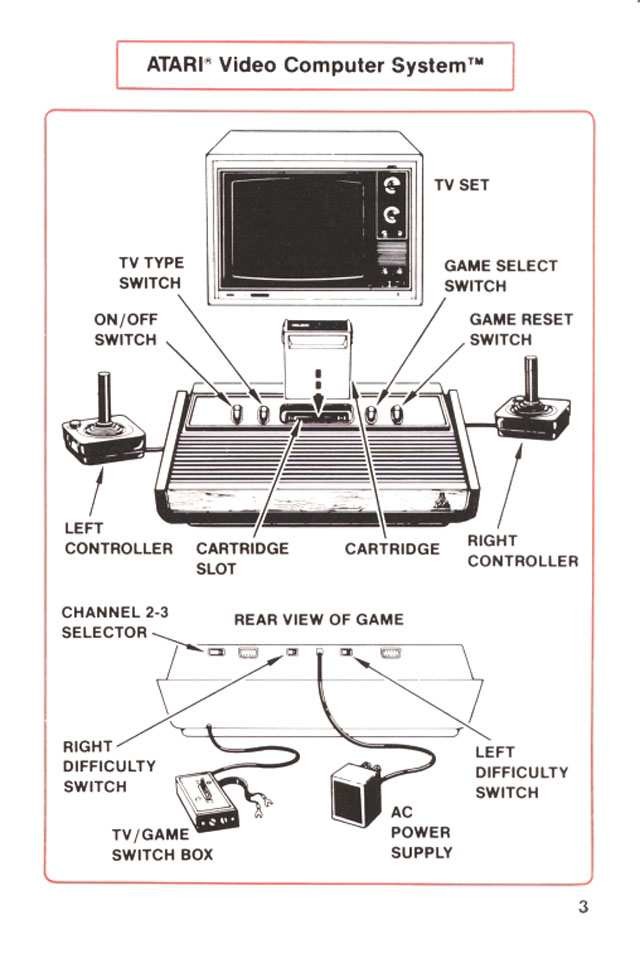 ATARI® Video Computer System™
TV SET
TV TYPE
SWITCH
GAME SELECT
SWITCH
ON/OFF
SWITCH
GAME RESET
SWITCH
LEFT
CONTROLLER
CARTRIDGE
SLOT
CARTRIDGE
RIGHT
CONTROLLER
CHANNEL 2-3
SELECTOR
REAR VIEW OF GAME
RIGHT
DIFFICULTY
SWITCH
LEFT
DIFFICULTY
SWITCH
TV/GAME
SWITCH BOX
AC
POWER
SUPPLY
3